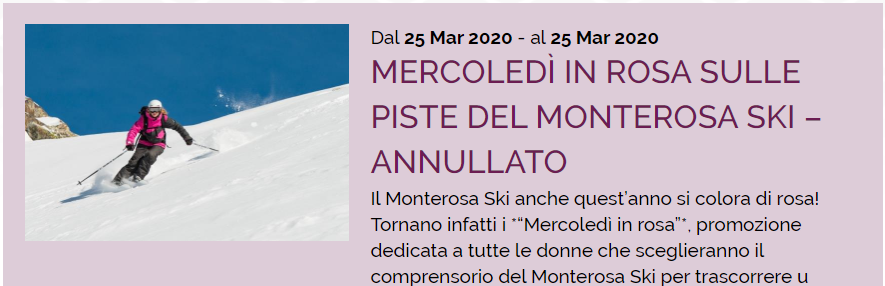 Dal 25 Mar 2020 - al 25 Mar 2020
MERCOLEDÌ IN ROSA SULLE
PISTE DEL MONTEROSA SKI –
ANNULLATO
Il Monterosa Ski anche quest’anno si colora di rosa!
Tornano infatti i *“Mercoledì in rosa”*, promozione
dedicata a tutte le donne che sceglieranno il
comprensorio del Monterosa Ski per trascorrere u